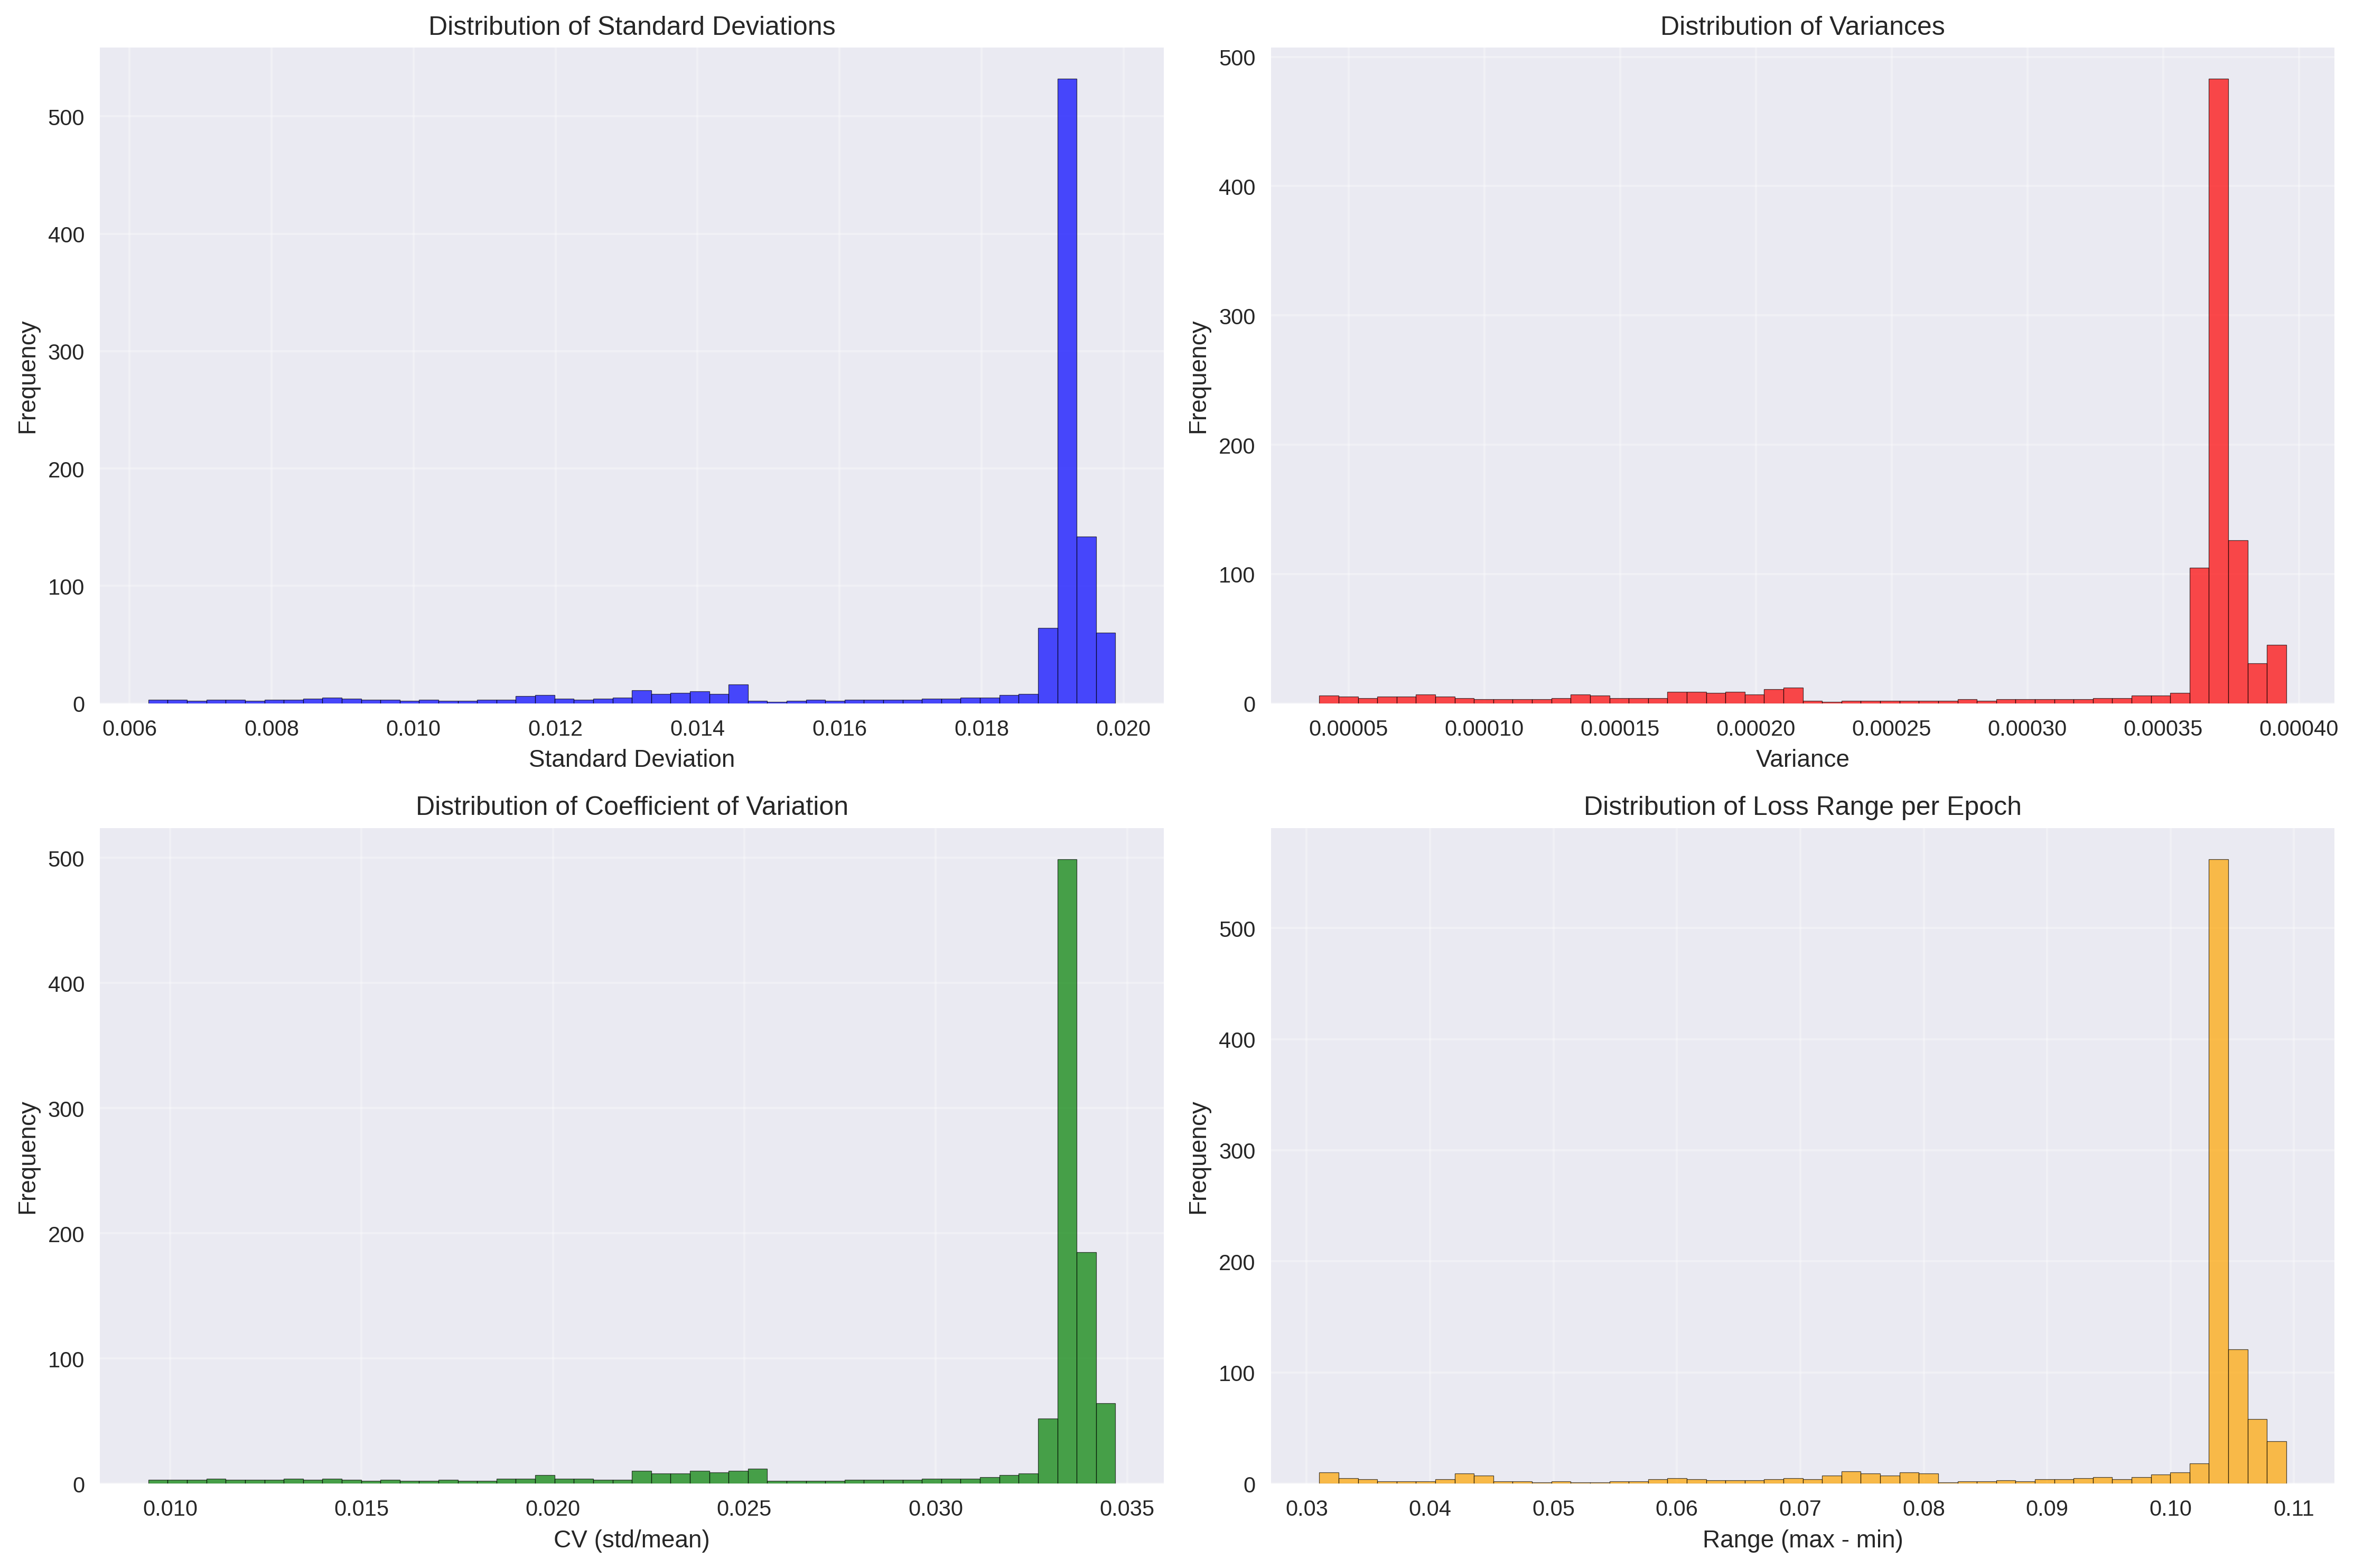 Distribution of Standard Deviations
500
400
300
200
100
0
Frequency
0.006 0.008 0.010 0.012 0.014 0.016 0.018 0.020
Standard Deviation
Distribution of Variances
500
400
300
200
100
0
Frequency
0.00005 0.00010 0.00015 0.00020 0.00025 0.00030 0.00035 0.00040
Variance
Distribution of Coefficient of Variation
500
400
300
200
100
0
Frequency
0.010 0.015 0.020 0.025 0.030 0.035
CV (std/mean)
Distribution of Loss Range per Epoch
500
400
300
200
100
0
Frequency
0.03 0.04 0.05 0.06 0.07 0.08 0.09 0.10 0.11
Range (max - min)